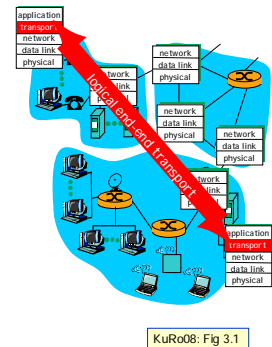 application
transport
network
data link
physical
network
data link
physical
network
data link
physical
network
data link
physical
network
data link
physical
logical end-end transport
network
data link
physical
application
transport
network
data link
physical
KuRo08: Fig 3.1